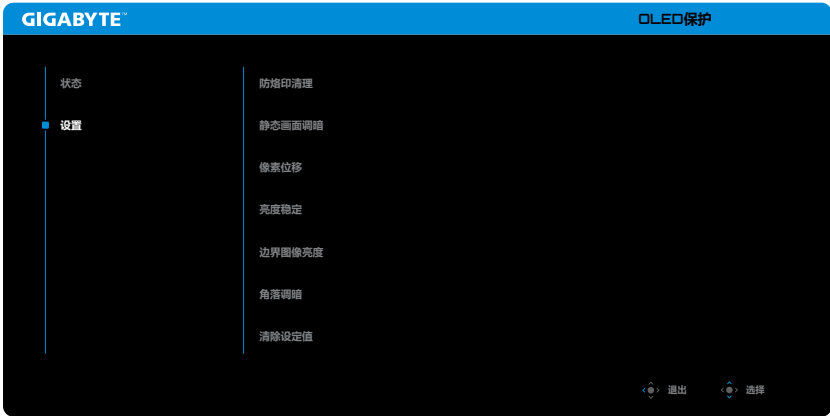 GIGABYTE™
OLED保护
状态
设置
防烙印清理
静态画面调暗
像素位移
亮度稳定
边界图像亮度
角落调暗
清除设定值
退出
选择